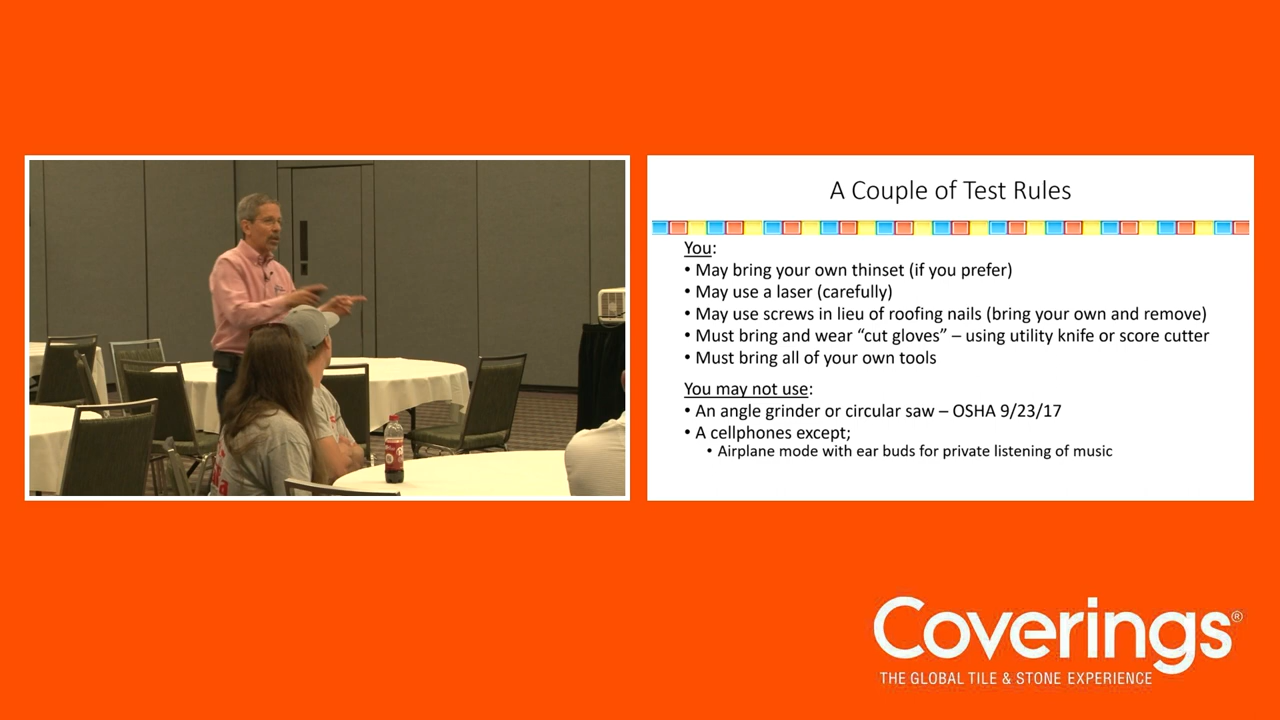 A Couple of Test Rules
You:
• May bring your own thinset (if you prefer)
• May use a laser (carefully)
• May use screws in lieu of roofing nails (bring your own and remove)
• Must bring and wear “cut gloves” – using utility knife or score cutter
• Must bring all of your own tools
You may not use:
• An angle grinder or circular saw – OSHA 9/23/17
• A cellphones except;
• Airplane mode with ear buds for private listening of music
Coverings®
THE GLOBAL TILE & STONE EXPERIENCE